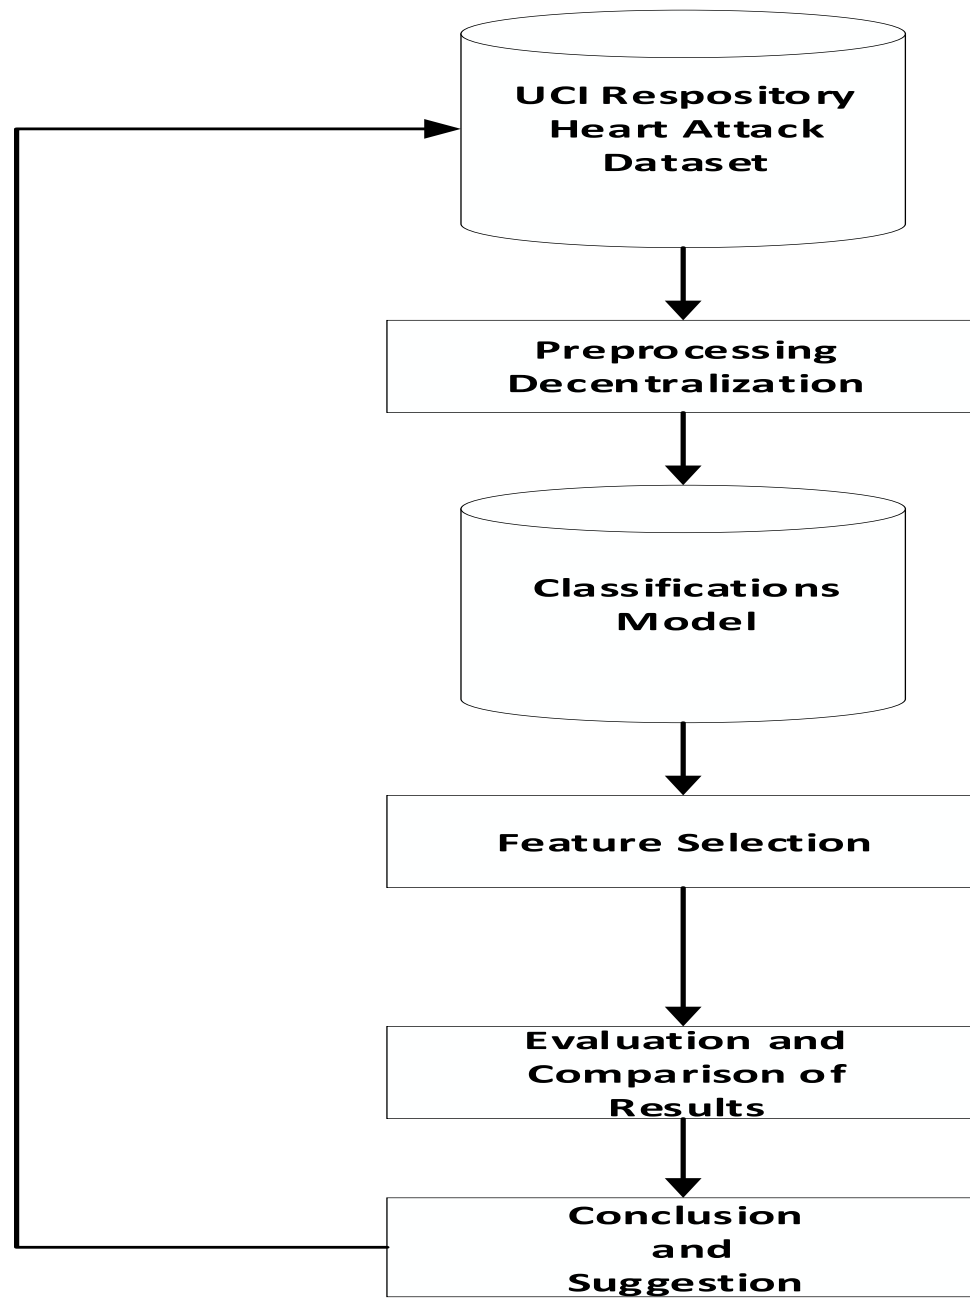 UCI Respository
Heart Attack
Dataset
Preprocessing
Decentralization
Classifications
Model
Feature Selection
Evaluation and
Comparison of
Results
Conclusion
and
Suggestion